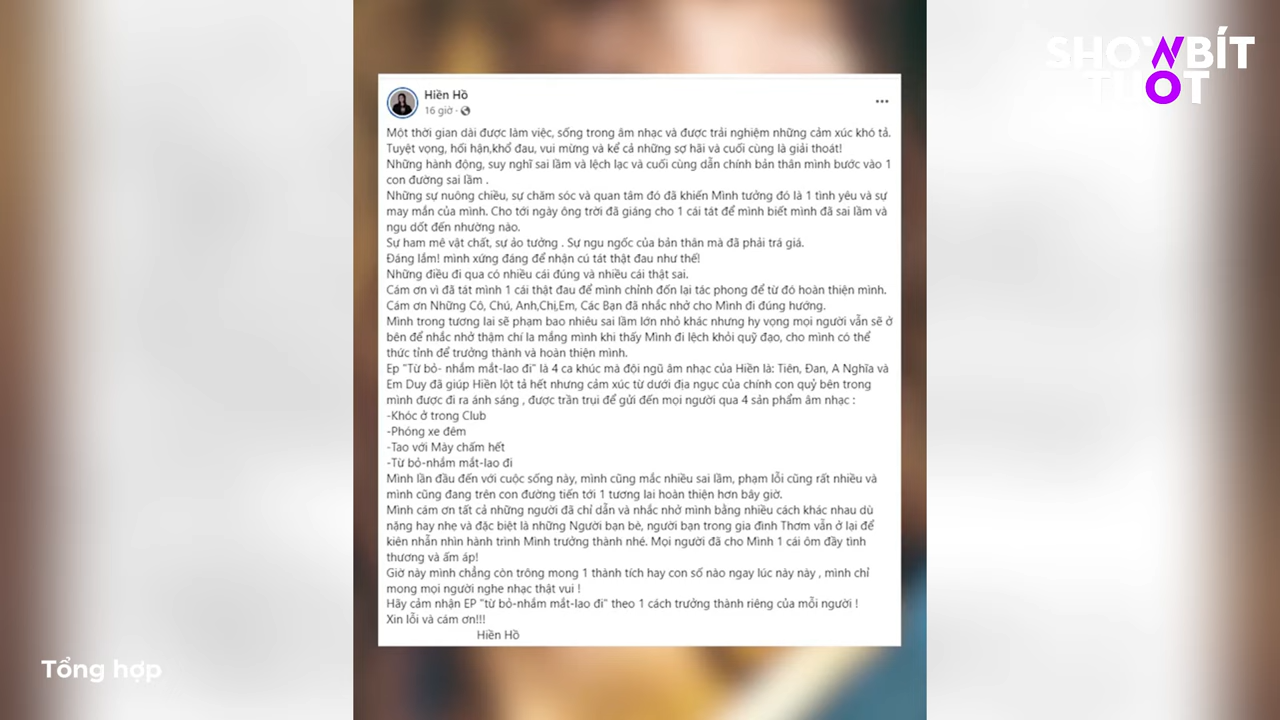 SHOWBÍT
TUỐT
Hiền Hồ
16 giờ ·
Một thời gian dài được làm việc, sống trong âm nhạc và được trải nghiệm những cảm xúc khó tả.
Tuyệt vọng, hối hận,khổ đau, vui mừng và kể cả những sợ hãi và cuối cùng là giải thoát!
Những hành động, suy nghĩ sai lầm và lệch lạc và cuối cùng dẫn chính bản thân mình bước vào 1
con đường sai lầm .
Những sự nuông chiều, sự chăm sóc và quan tâm đó đã khiến Mình tưởng đó là 1 tình yêu và sự
may mắn của mình. Cho tới ngày ông trời đã giáng cho 1 cái tát để mình biết mình đã sai lầm và
ngu dốt đến nhường nào.
Sự ham mê vật chất, sự ảo tưởng . Sự ngu ngốc của bản thân mà đã phải trả giá.
Đáng lắm! mình xứng đáng để nhận cú tát thật đau như thế!
Những điều đi qua có nhiều cái đúng và nhiều cái thật sai.
Cám ơn vì đã tát mình 1 cái thật đau để mình chỉnh đốn lại tác phong để từ đó hoàn thiện mình.
Cám ơn Những Cô, Chú, Anh,Chị,Em, Các Bạn đã nhắc nhở cho Mình đi đúng hướng.
Mình trong tương lai sẽ phạm bao nhiêu sai lầm lớn nhỏ khác nhưng hy vọng mọi người vẫn sẽ ở
bên để nhắc nhở thậm chí la mắng mình khi thấy Mình đi lệch khỏi quỹ đạo, cho mình có thể
thức tỉnh để trưởng thành và hoàn thiện mình.
Ep "Từ bỏ- nhắm mắt-lao đi" là 4 ca khúc mà đội ngũ âm nhạc của Hiền là: Tiên, Đan, A Nghĩa và
Em Duy đã giúp Hiền lột tả hết nhưng cảm xúc từ dưới địa ngục của chính con quỷ bên trong
mình được đi ra ánh sáng , được trần trụi để gửi đến mọi người qua 4 sản phẩm âm nhạc :
-Khóc ở trong Club
-Phóng xe đêm
-Tao với Mày chấm hết
-Từ bỏ-nhắm mắt-lao đi
Mình lần đầu đến với cuộc sống này, mình cũng mắc nhiều sai lầm, phạm lỗi cũng rất nhiều và
mình cũng đang trên con đường tiến tới 1 tương lai hoàn thiện hơn bây giờ.
Mình cám ơn tất cả những người đã chỉ dẫn và nhắc nhở mình bằng nhiều cách khác nhau dù
nặng hay nhẹ và đặc biệt là những Người bạn bè, người bạn trong gia đình Thơm vẫn ở lại để
kiên nhẫn nhìn hành trình Mình trưởng thành nhé. Mọi người đã cho Mình 1 cái ôm đầy tình
thương và ấm áp!
Giờ này mình chẳng còn trông mong 1 thành tích hay con số nào ngay lúc này này , mình chỉ
mong mọi người nghe nhạc thật vui !
Hãy cảm nhận EP "từ bỏ-nhắm mắt-lao đi" theo 1 cách trưởng thành riêng của mỗi người !
Xin lỗi và cám ơn!!!
Hiền Hồ
Tổng hợp